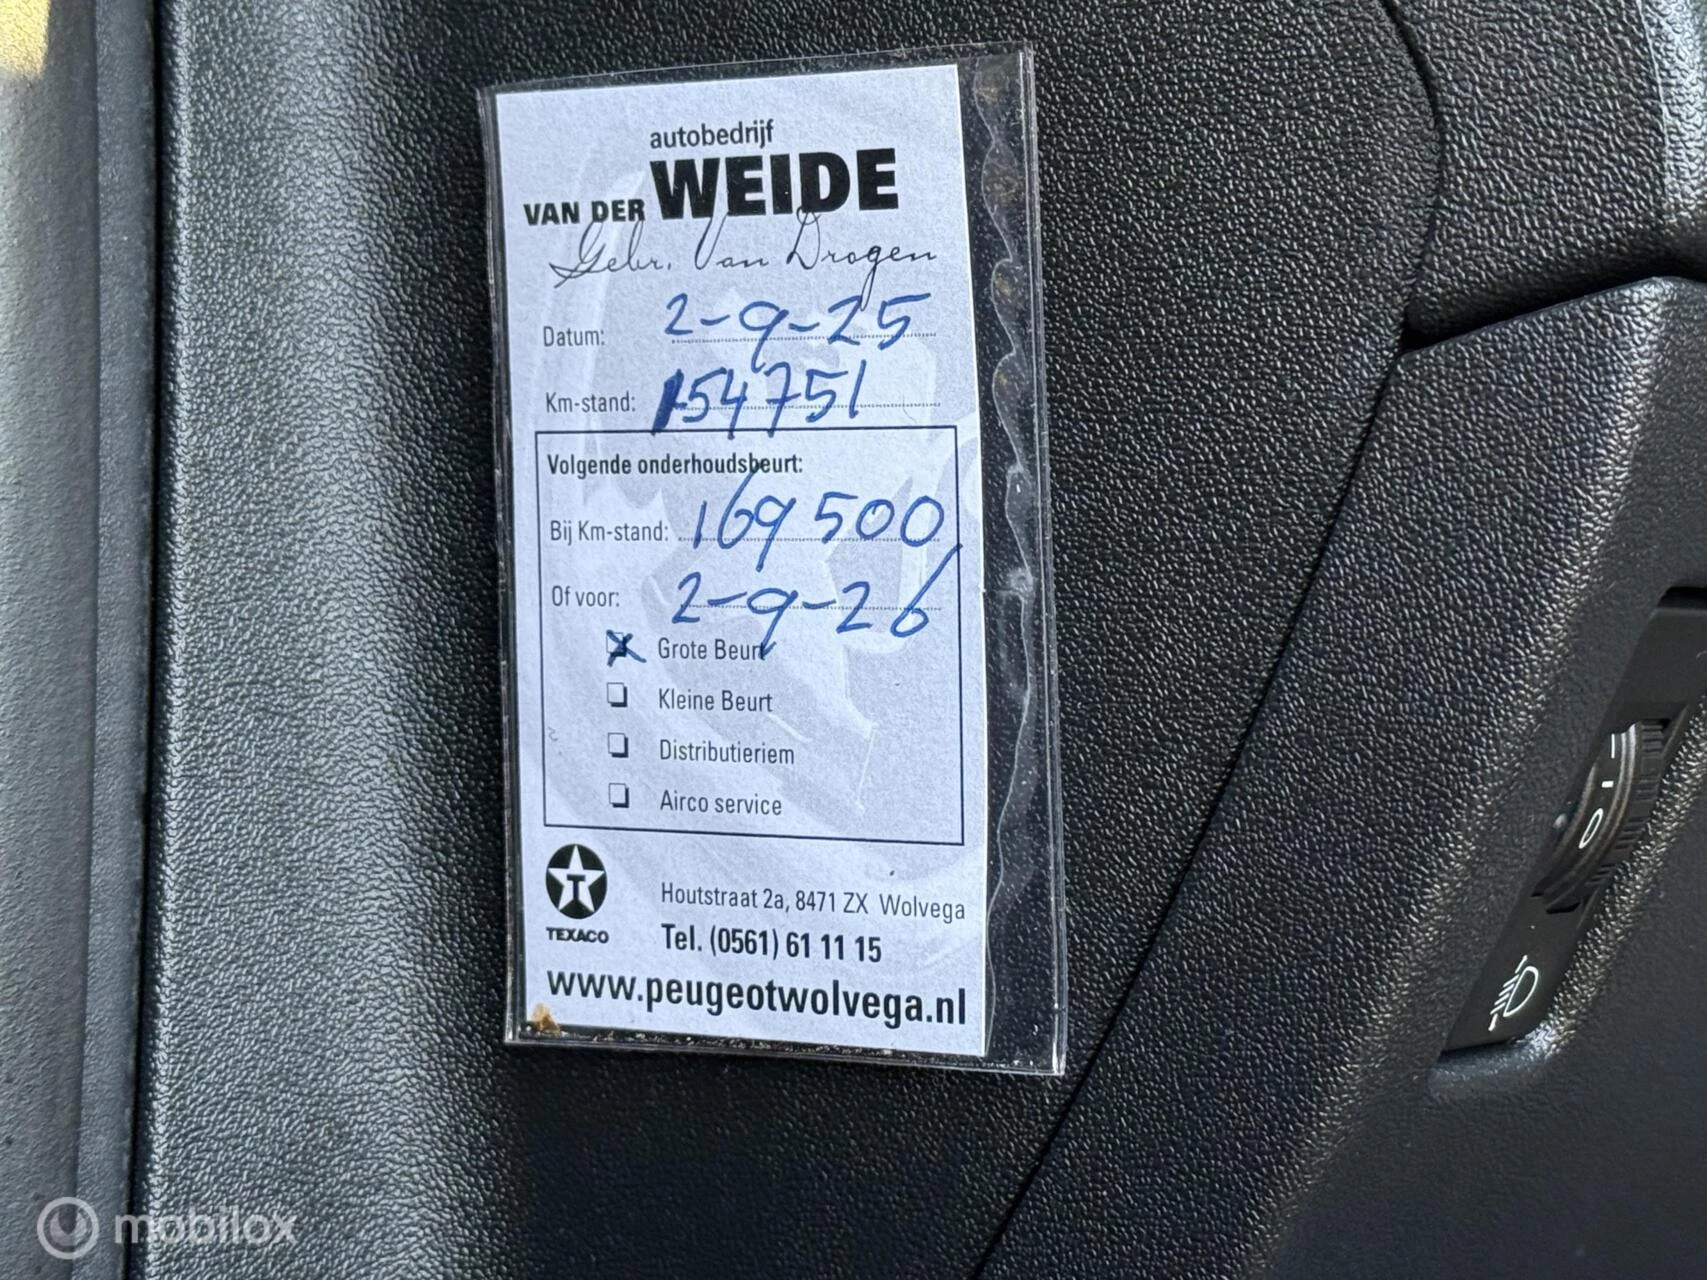 autobedrijf
VAN DER WEIDE
Gebr. Van Drogen
Datum: 2-9-25
Km-stand: 154751
Volgende onderhoudsbeurt:
Bij Km-stand: 169500
Of voor: 2-9-26
Grote Beurt
Kleine Beurt
Distributieriem
Airco service
T
TEXACO
Houtstraat 2a, 8471 ZX Wolvega
Tel. (0561) 61 11 15
www.peugeotwolvega.nl
0
mobilox